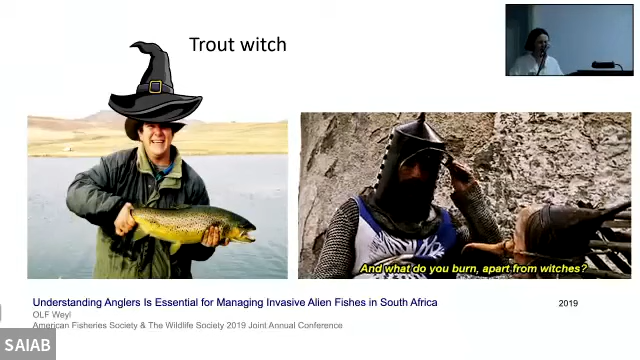 Trout witch
And what do you burn, apart from witches?
Understanding Anglers Is Essential for Managing Invasive Alien Fishes in South Africa
2019
OLF Weyl
American Fisheries Society & The Wildlife Society 2019 Joint Annual Conference
SAIAB